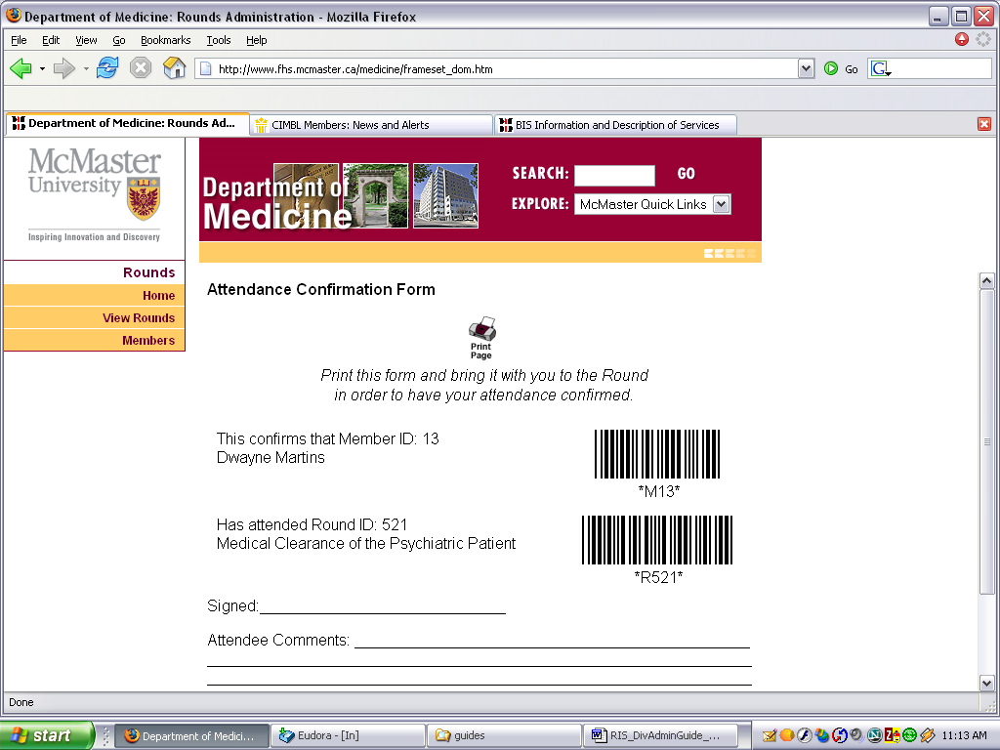 Department of Medicine: Rounds Administration - Mozilla Firefox
File Edit View Go Bookmarks Tools Help
http://www.fhs.mcmaster.ca/medicine/frameset_dom.htm Go G
Department of Medicine: Rounds Ad... CIMBL Members: News and Alerts BIS Information and Description of Services
McMaster
University
Inspiring Innovation and Discovery
Department of
Medicine
SEARCH: GO
EXPLORE: McMaster Quick Links
Rounds
Home
View Rounds
Members
Attendance Confirmation Form
Print
Page
Print this form and bring it with you to the Round
in order to have your attendance confirmed.
This confirms that Member ID: 13
Dwayne Martins
*M13*
Has attended Round ID: 521
Medical Clearance of the Psychiatric Patient
*R521*
Signed:
Attendee Comments:
Done
start Department of Medici... Eudora - [In] guides RIS_DivAdminGuide_... 11:13 AM